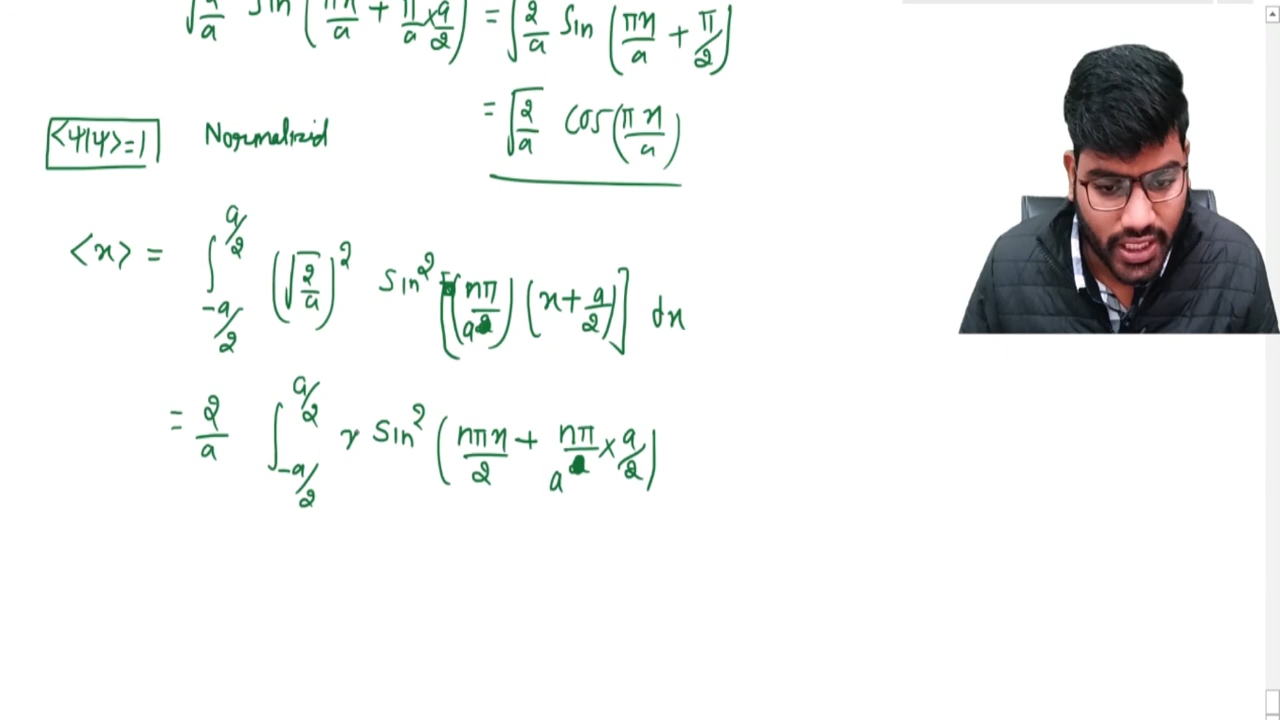 √2/a sin (πx/a + π/a × a/2) = √2/a sin (πx/a + π/2)
= √2/a cos (πx/a)
<ψ|ψ>=1 Normalizid
<x> = ∫_{-a/2}^{a/2} (√2/a)² sin² [(nπ/a) (x + a/2)] dx
= 2/a ∫_{-a/2}^{a/2} x sin² (nπx/2 + nπ/a × a/2)